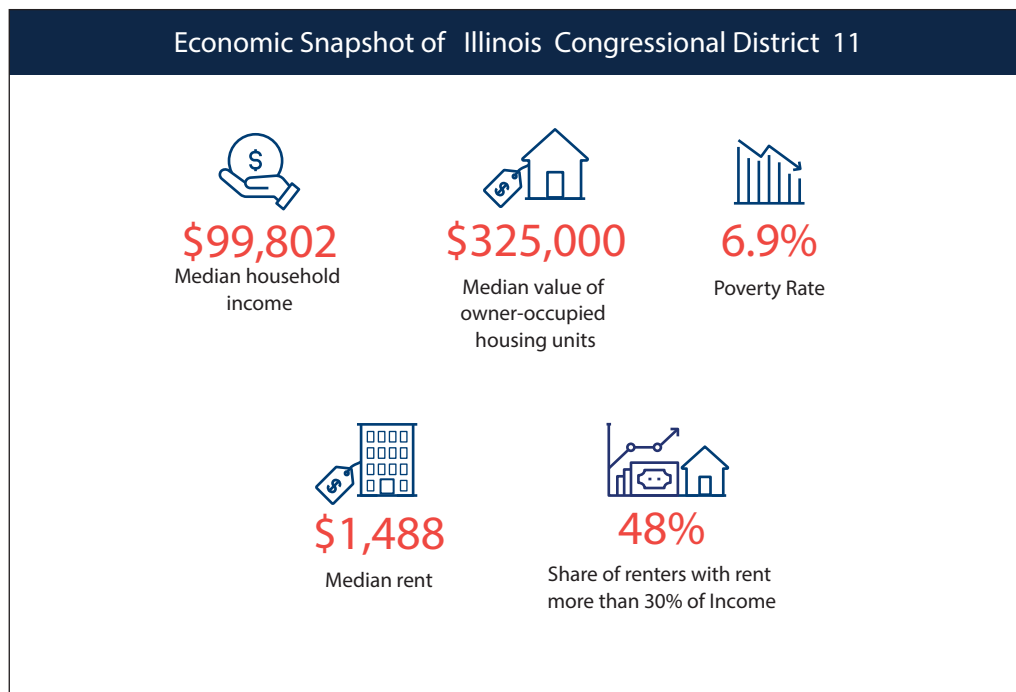 Economic Snapshot of Illinois Congressional District 11
$
$
$99,802
Median household
income
$325,000
Median value of
owner-occupied
housing units
6.9%
Poverty Rate
$
$1,488
Median rent
48%
Share of renters with rent
more than 30% of Income